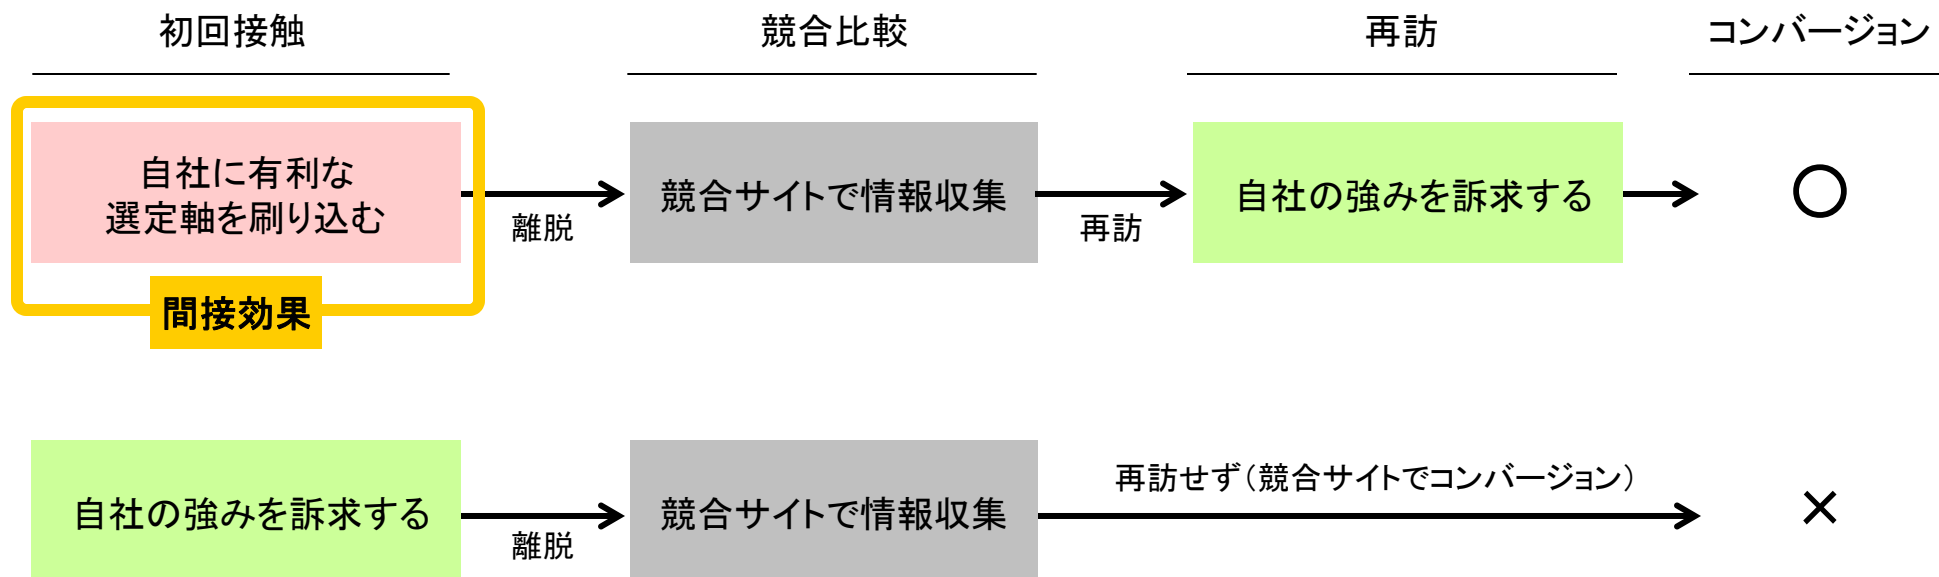 初回接触
競合比較
再訪
コンバージョン
自社に有利な
選定軸を刷り込む
離脱
競合サイトで情報収集
再訪
自社の強みを訴求する
○
間接効果
自社の強みを訴求する
離脱
競合サイトで情報収集
再訪せず（競合サイトでコンバージョン）
×